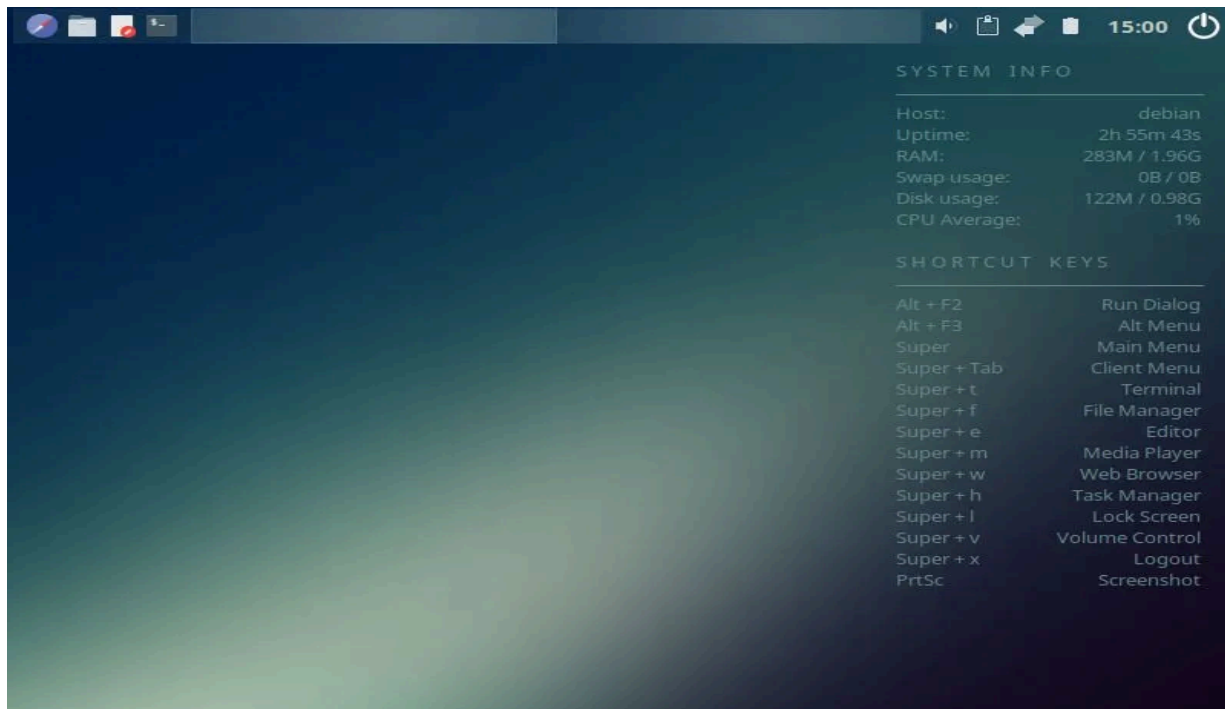 $_
15:00
SYSTEM INFO
Host: debian
Uptime: 2h 55m 43s
RAM: 283M / 1.96G
Swap usage: 0B / 0B
Disk usage: 122M / 0.98G
CPU Average: 1%
SHORTCUT KEYS
Alt + F2 Run Dialog
Alt + F3 Alt Menu
Super Main Menu
Super + Tab Client Menu
Super + t Terminal
Super + f File Manager
Super + e Editor
Super + m Media Player
Super + w Web Browser
Super + h Task Manager
Super + l Lock Screen
Super + v Volume Control
Super + x Logout
PrtSc Screenshot